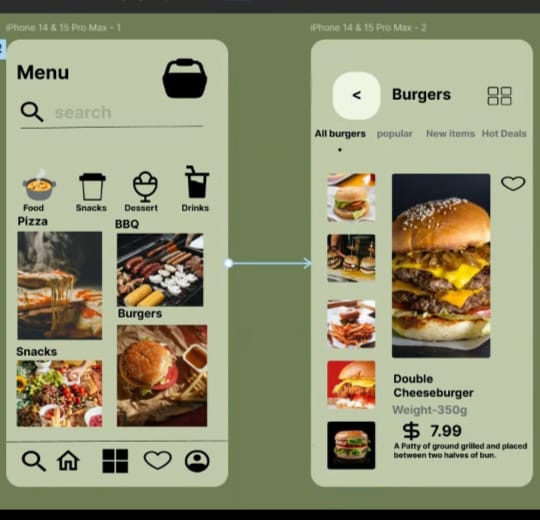 iPhone 14 & 15 Pro Max - 1
Menu
search
Food
Snacks
Dessert
Drinks
Pizza
BBQ
Burgers
Snacks
iPhone 14 & 15 Pro Max - 2
<
Burgers
All burgers popular New items Hot Deals
Double
Cheeseburger
Weight-350g
$ 7.99
A Patty of ground grilled and placed
between two halves of bun.